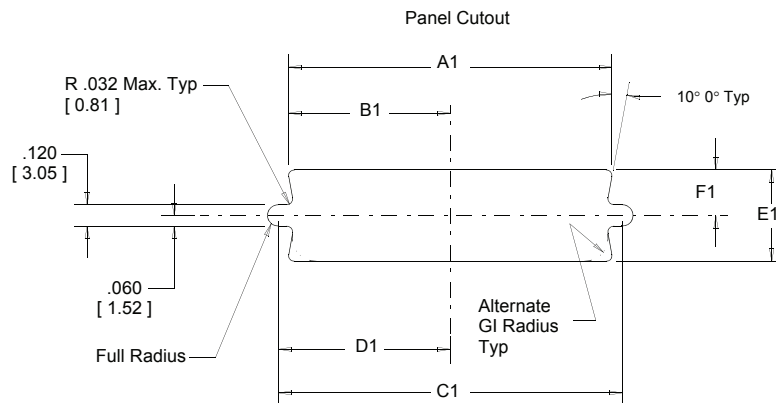 Panel Cutout
A1
R .032 Max. Typ
[ 0.81 ]
B1
10° 0° Typ
.120
[ 3.05 ]
F1
E1
.060
[ 1.52 ]
Alternate
GI Radius
Typ
Full Radius
D1
C1